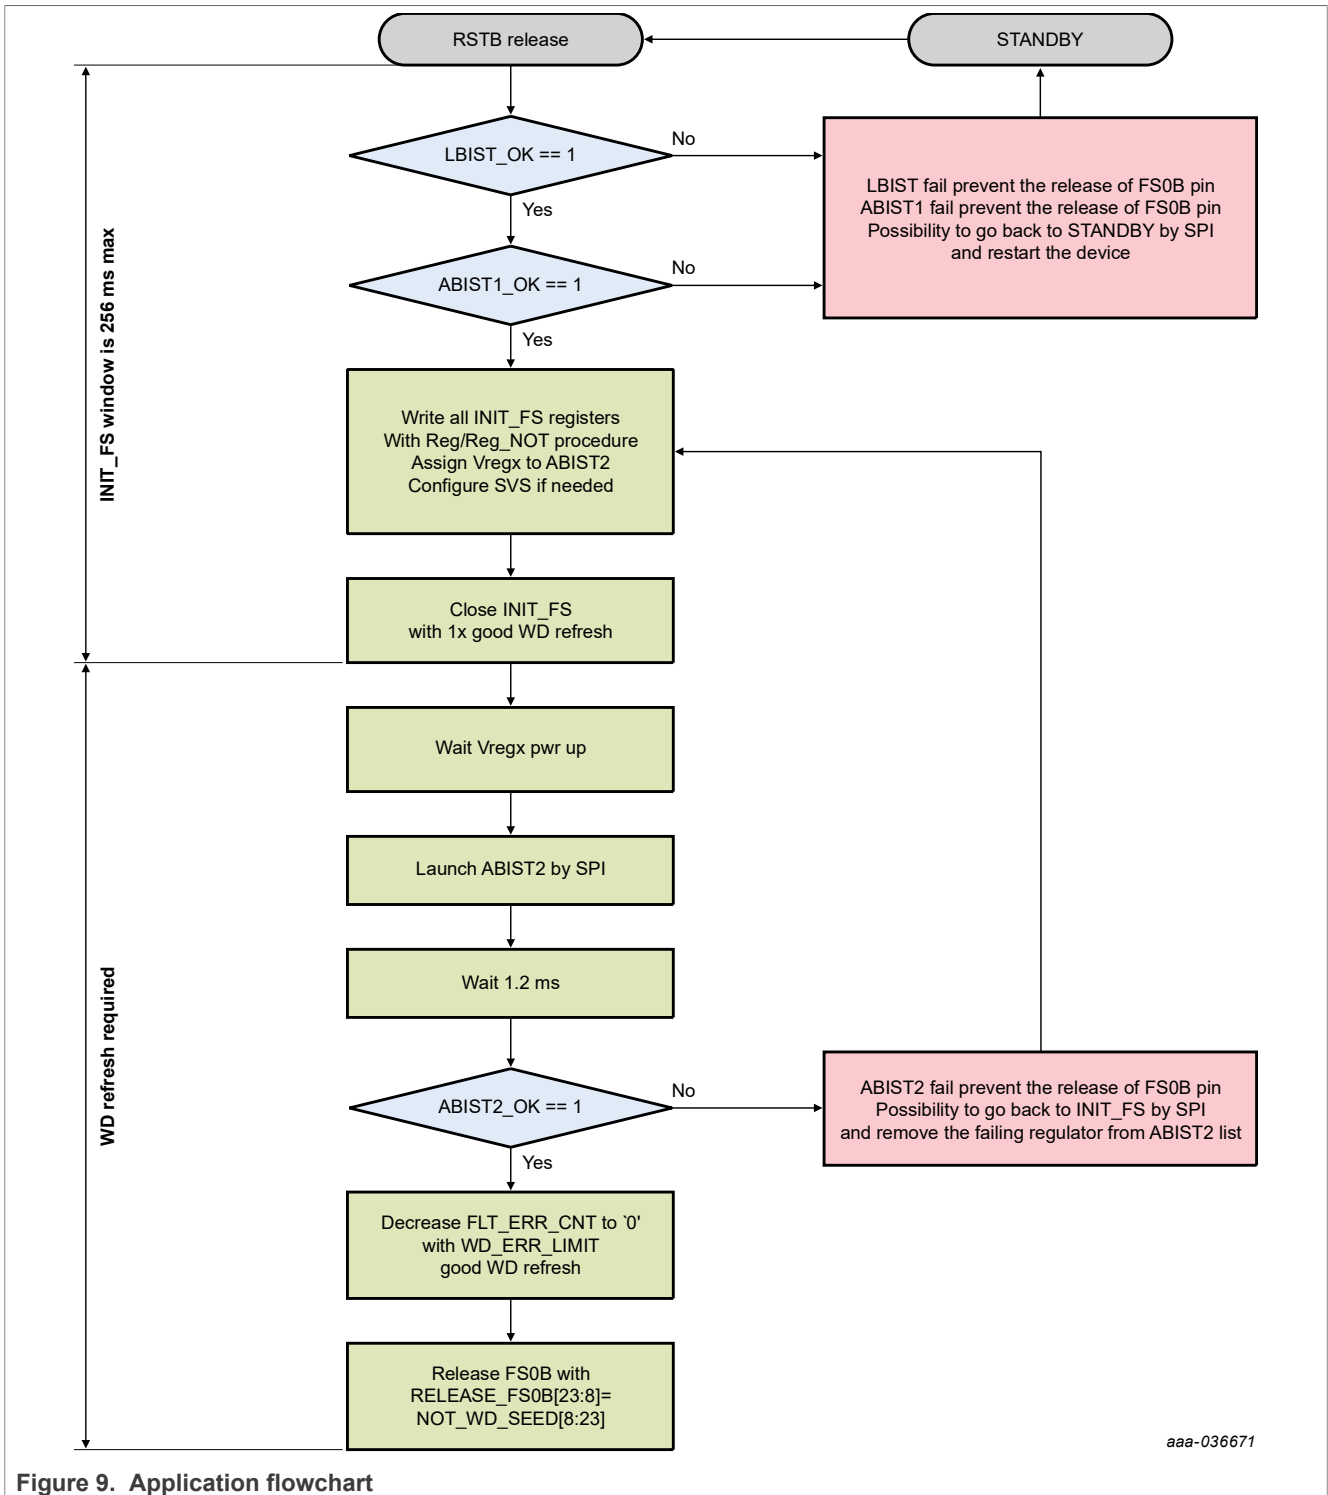 RSTB release
STANDBY
LBIST_OK == 1
No
Yes
LBIST fail prevent the release of FS0B pin
ABIST1 fail prevent the release of FS0B pin
Possibility to go back to STANDBY by SPI
and restart the device
ABIST1_OK == 1
No
Yes
INIT_FS window is 256 ms max
Write all INIT_FS registers
With Reg/Reg_NOT procedure
Assign Vregx to ABIST2
Configure SVS if needed
Close INIT_FS
with 1x good WD refresh
Wait Vregx pwr up
Launch ABIST2 by SPI
Wait 1.2 ms
WD refresh required
ABIST2_OK == 1
No
Yes
ABIST2 fail prevent the release of FS0B pin
Possibility to go back to INIT_FS by SPI
and remove the failing regulator from ABIST2 list
Decrease FLT_ERR_CNT to `0'
with WD_ERR_LIMIT
good WD refresh
Release FS0B with
RELEASE_FS0B[23:8]=
NOT_WD_SEED[8:23]
aaa-036671
Figure 9. Application flowchart